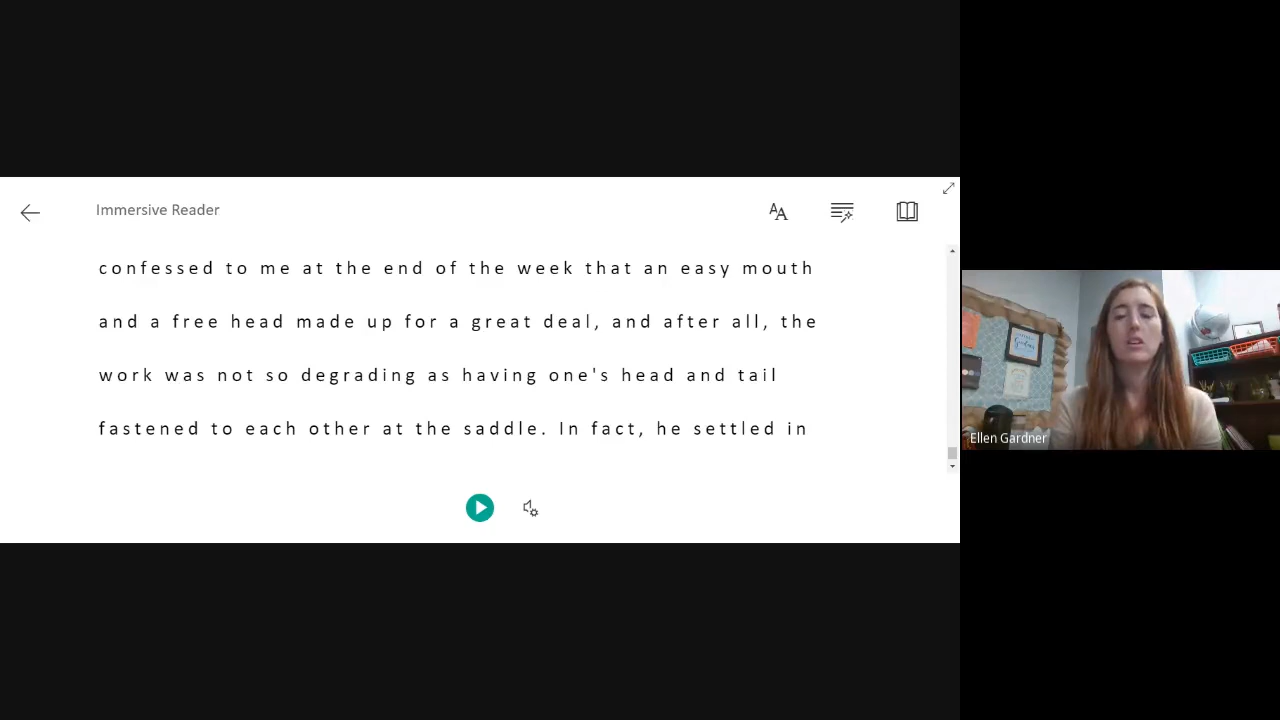 Immersive Reader
confessed to me at the end of the week that an easy mouth
and a free head made up for a great deal, and after all, the
work was not so degrading as having one's head and tail
fastened to each other at the saddle. In fact, he settled in
Ellen Gardner